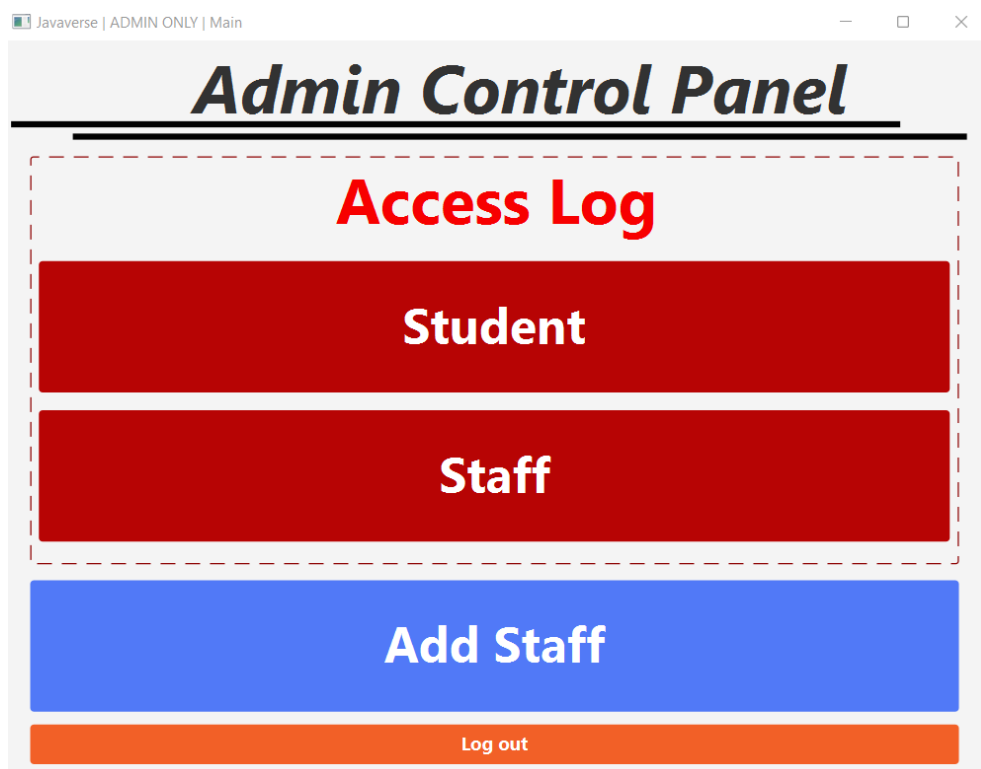 Javaverse | ADMIN ONLY | Main
Admin Control Panel
Access Log
Student
Staff
Add Staff
Log out